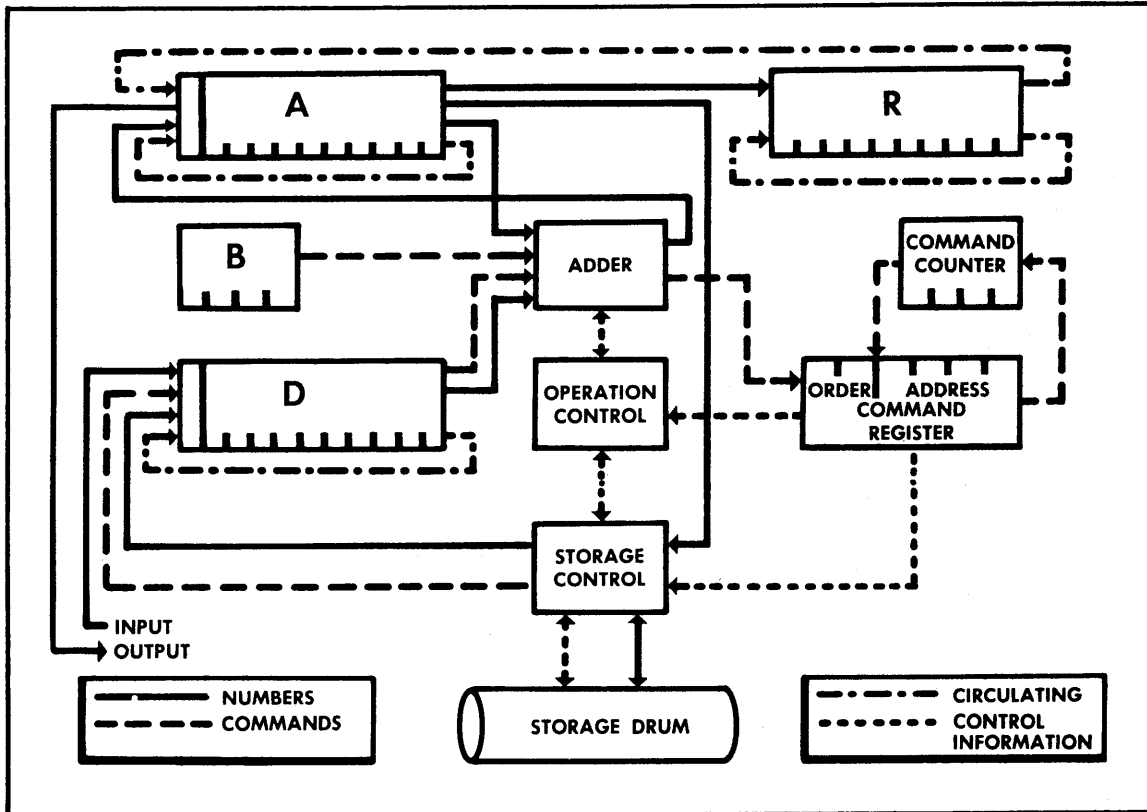 A
R
B
ADDER
COMMAND
COUNTER
D
OPERATION
CONTROL
ORDER ADDRESS
COMMAND
REGISTER
STORAGE
CONTROL
INPUT
OUTPUT
NUMBERS
COMMANDS
STORAGE DRUM
CIRCULATING
CONTROL
INFORMATION